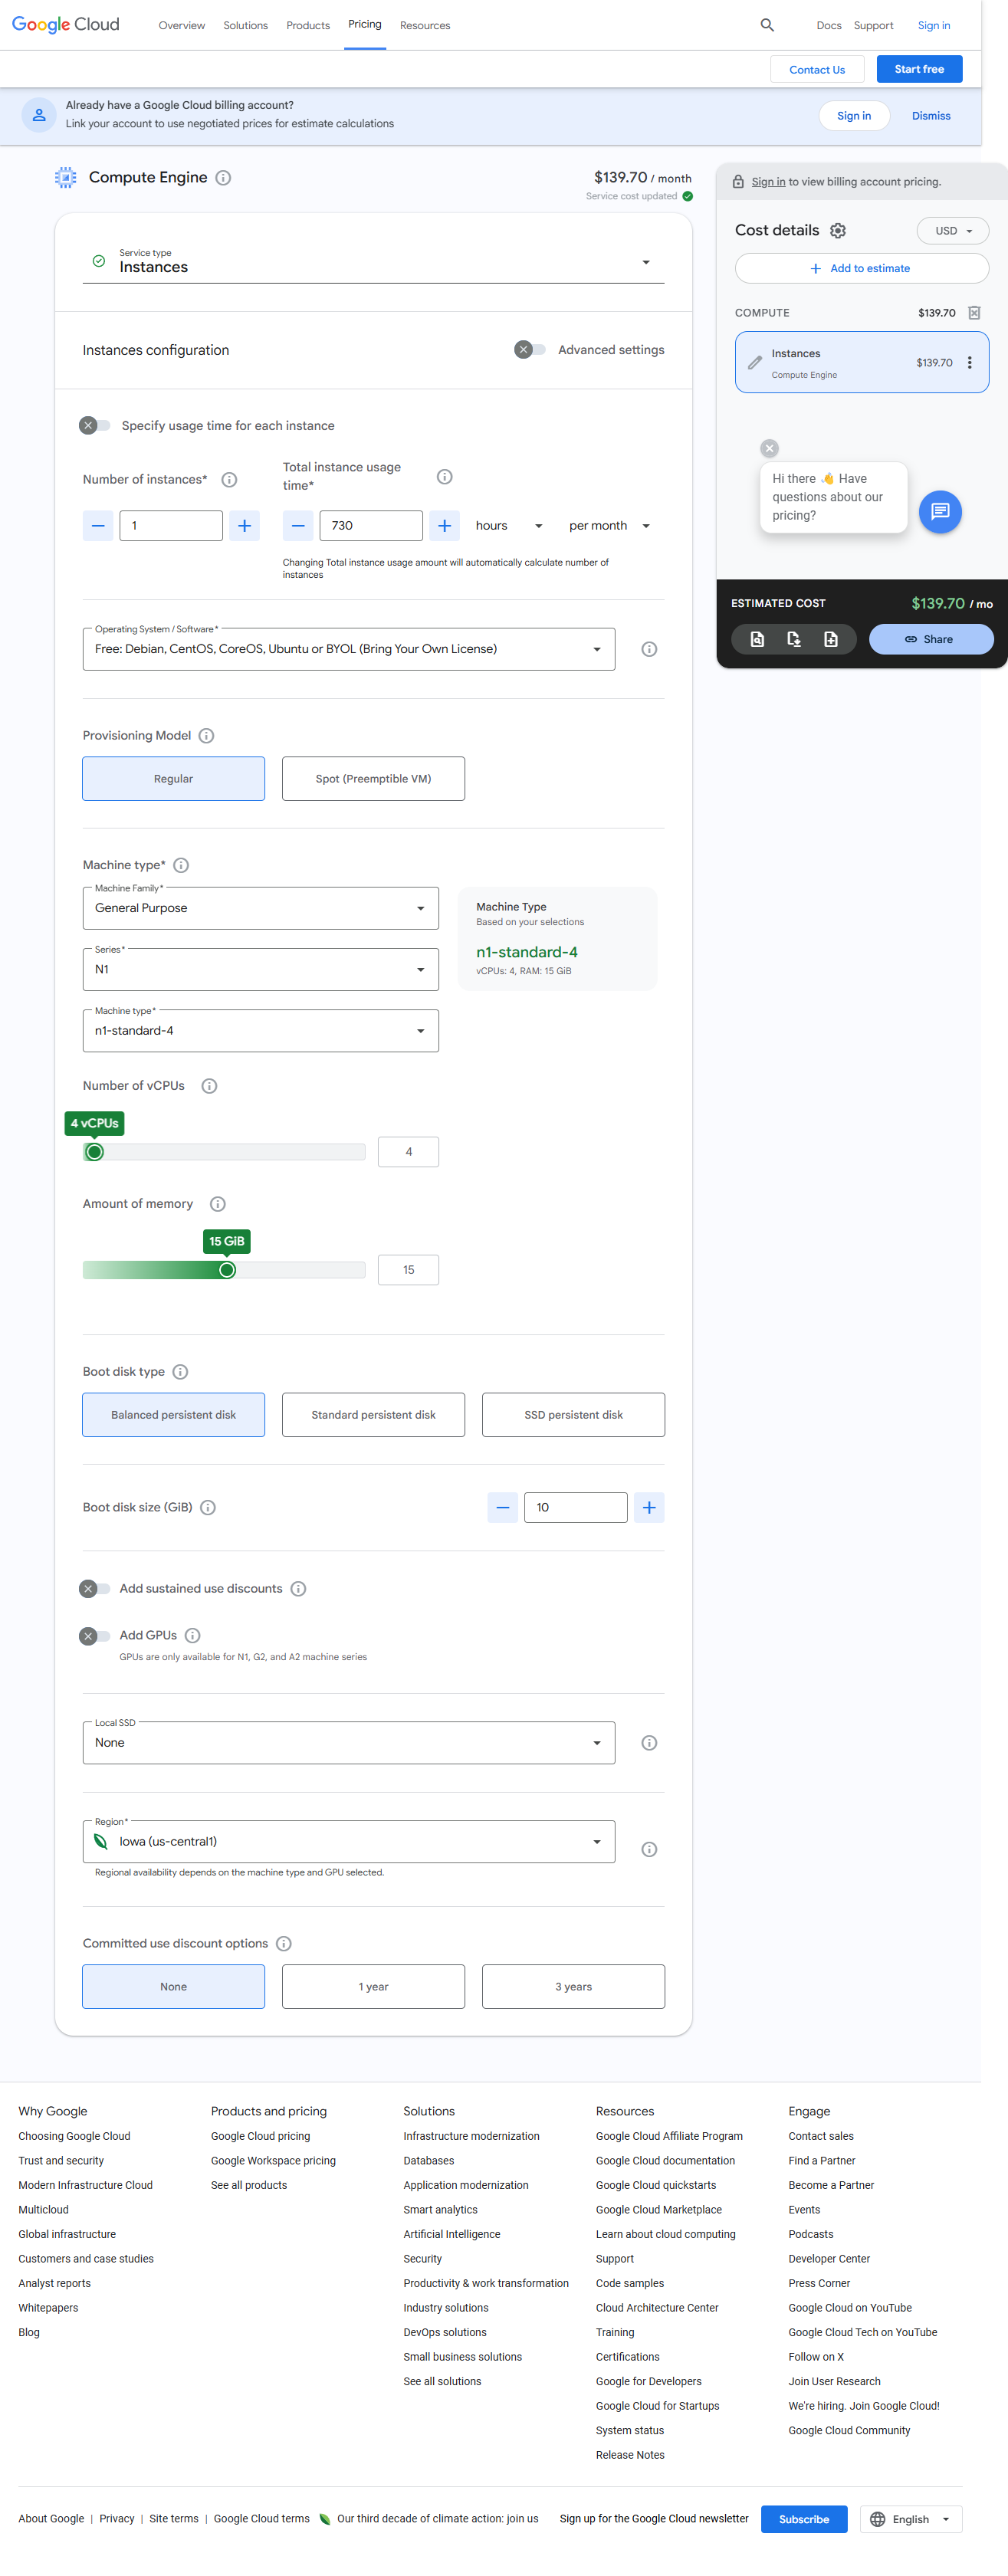 Google Cloud
Overview
Solutions
Products
Pricing
Resources
Docs
Support
Sign in
Contact Us
Start free
Already have a Google Cloud billing account?
Link your account to use negotiated prices for estimate calculations
Sign in
Dismiss
Compute Engine
$139.70 / month
Service cost updated
Service type
Instances
Instances configuration
Advanced settings
Specify usage time for each instance
Number of instances*
Total instance usage
time*
1
730
hours
per month
Changing Total instance usage amount will automatically calculate number of
instances
Operating System / Software*
Free: Debian, CentOS, CoreOS, Ubuntu or BYOL (Bring Your Own License)
Provisioning Model
Regular
Spot (Preemptible VM)
Machine type*
Machine Family*
General Purpose
Series*
N1
Machine type*
n1-standard-4
Machine Type
Based on your selections
n1-standard-4
vCPUs: 4, RAM: 15 GiB
Number of vCPUs
4 vCPUs
4
Amount of memory
15 GiB
15
Boot disk type
Balanced persistent disk
Standard persistent disk
SSD persistent disk
Boot disk size (GiB)
10
Add sustained use discounts
Add GPUs
GPUs are only available for N1, G2, and A2 machine series
Local SSD
None
Region*
Iowa (us-central1)
Regional availability depends on the machine type and GPU selected.
Committed use discount options
None
1 year
3 years
Sign in to view billing account pricing.
Cost details
USD
Add to estimate
COMPUTE
$139.70
Instances
Compute Engine
$139.70
Hi there 👋 Have
questions about our
pricing?
ESTIMATED COST
$139.70 / mo
Share
Why Google
Choosing Google Cloud
Trust and security
Modern Infrastructure Cloud
Multicloud
Global infrastructure
Customers and case studies
Analyst reports
Whitepapers
Blog
Products and pricing
Google Cloud pricing
Google Workspace pricing
See all products
Solutions
Infrastructure modernization
Databases
Application modernization
Smart analytics
Artificial Intelligence
Security
Productivity & work transformation
Industry solutions
DevOps solutions
Small business solutions
See all solutions
Resources
Google Cloud Affiliate Program
Google Cloud documentation
Google Cloud quickstarts
Google Cloud Marketplace
Learn about cloud computing
Support
Code samples
Cloud Architecture Center
Training
Certifications
Google for Developers
Google Cloud for Startups
System status
Release Notes
Engage
Contact sales
Find a Partner
Become a Partner
Events
Podcasts
Developer Center
Press Corner
Google Cloud on YouTube
Google Cloud Tech on YouTube
Follow on X
Join User Research
We're hiring. Join Google Cloud!
Google Cloud Community
About Google | Privacy | Site terms | Google Cloud terms
Our third decade of climate action: join us
Sign up for the Google Cloud newsletter
Subscribe
English